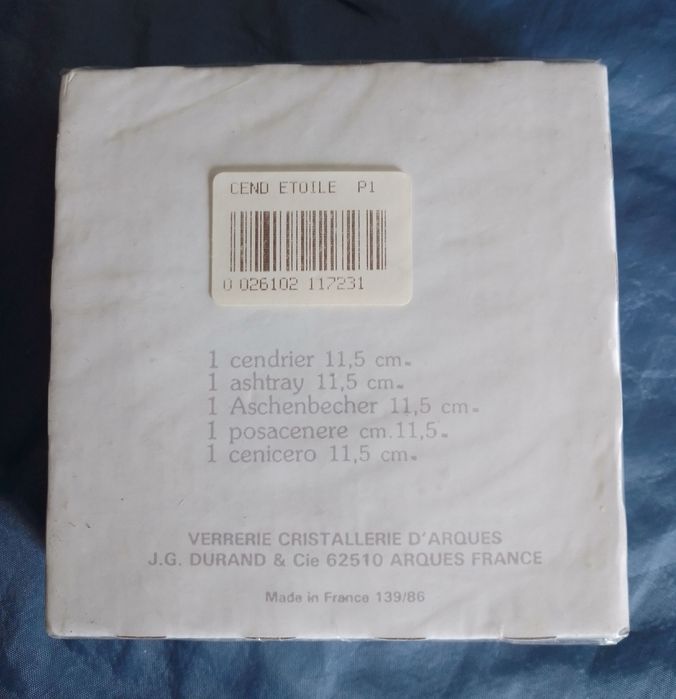 CEND ETOILE P1
0 026102 117231
1 cendrier 11,5 cm.
1 ashtray 11,5 cm.
1 Aschenbecher 11,5 cm.
1 posacenere cm.11,5.
1 cenicero 11,5 cm.
VERRERIE CRISTALLERIE D'ARQUES
J.G. DURAND & Cie 62510 ARQUES FRANCE
Made in France 139/86